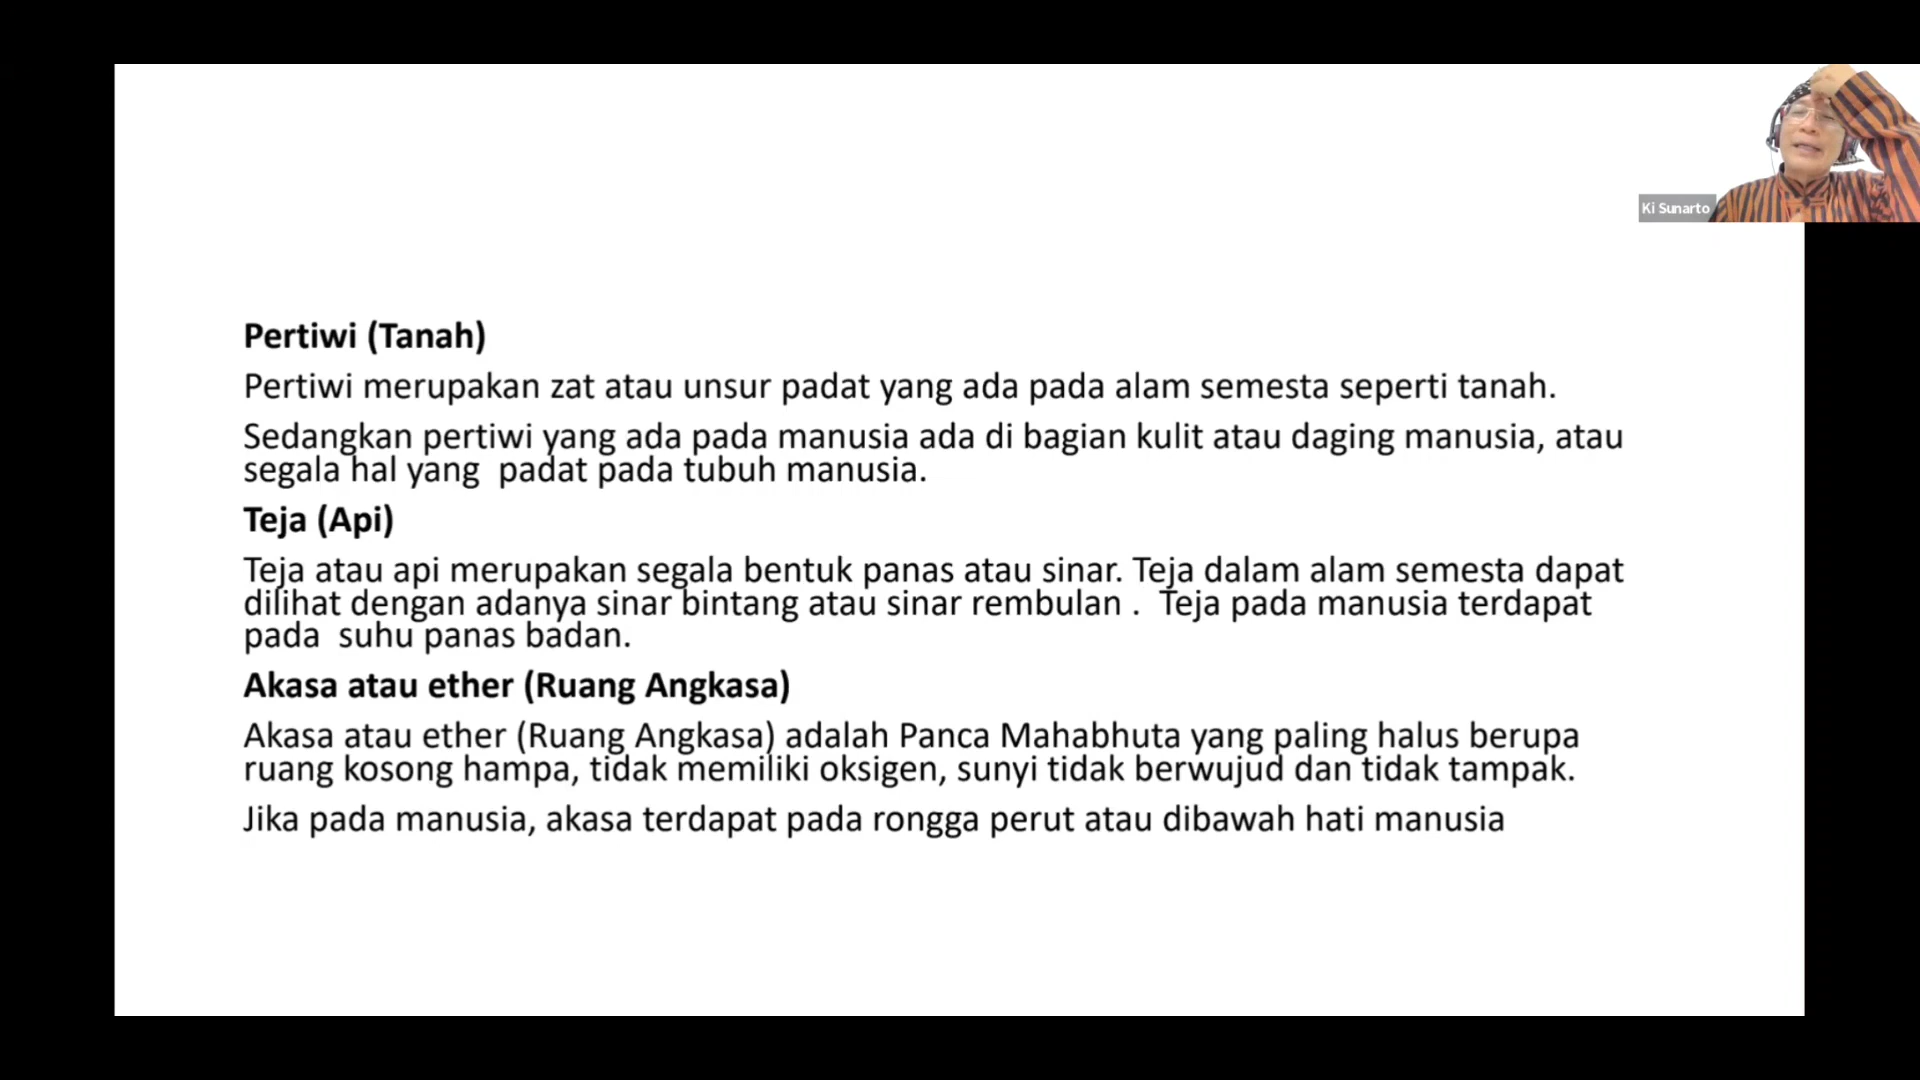 Ki Sunarto
Pertiwi (Tanah)
Pertiwi merupakan zat atau unsur padat yang ada pada alam semesta seperti tanah.
Sedangkan pertiwi yang ada pada manusia ada di bagian kulit atau daging manusia, atau
segala hal yang  padat pada tubuh manusia.
Teja (Api)
Teja atau api merupakan segala bentuk panas atau sinar. Teja dalam alam semesta dapat
dilihat dengan adanya sinar bintang atau sinar rembulan .  Teja pada manusia terdapat
pada  suhu panas badan.
Akasa atau ether (Ruang Angkasa)
Akasa atau ether (Ruang Angkasa) adalah Panca Mahabhuta yang paling halus berupa
ruang kosong hampa, tidak memiliki oksigen, sunyi tidak berwujud dan tidak tampak.
Jika pada manusia, akasa terdapat pada rongga perut atau dibawah hati manusia